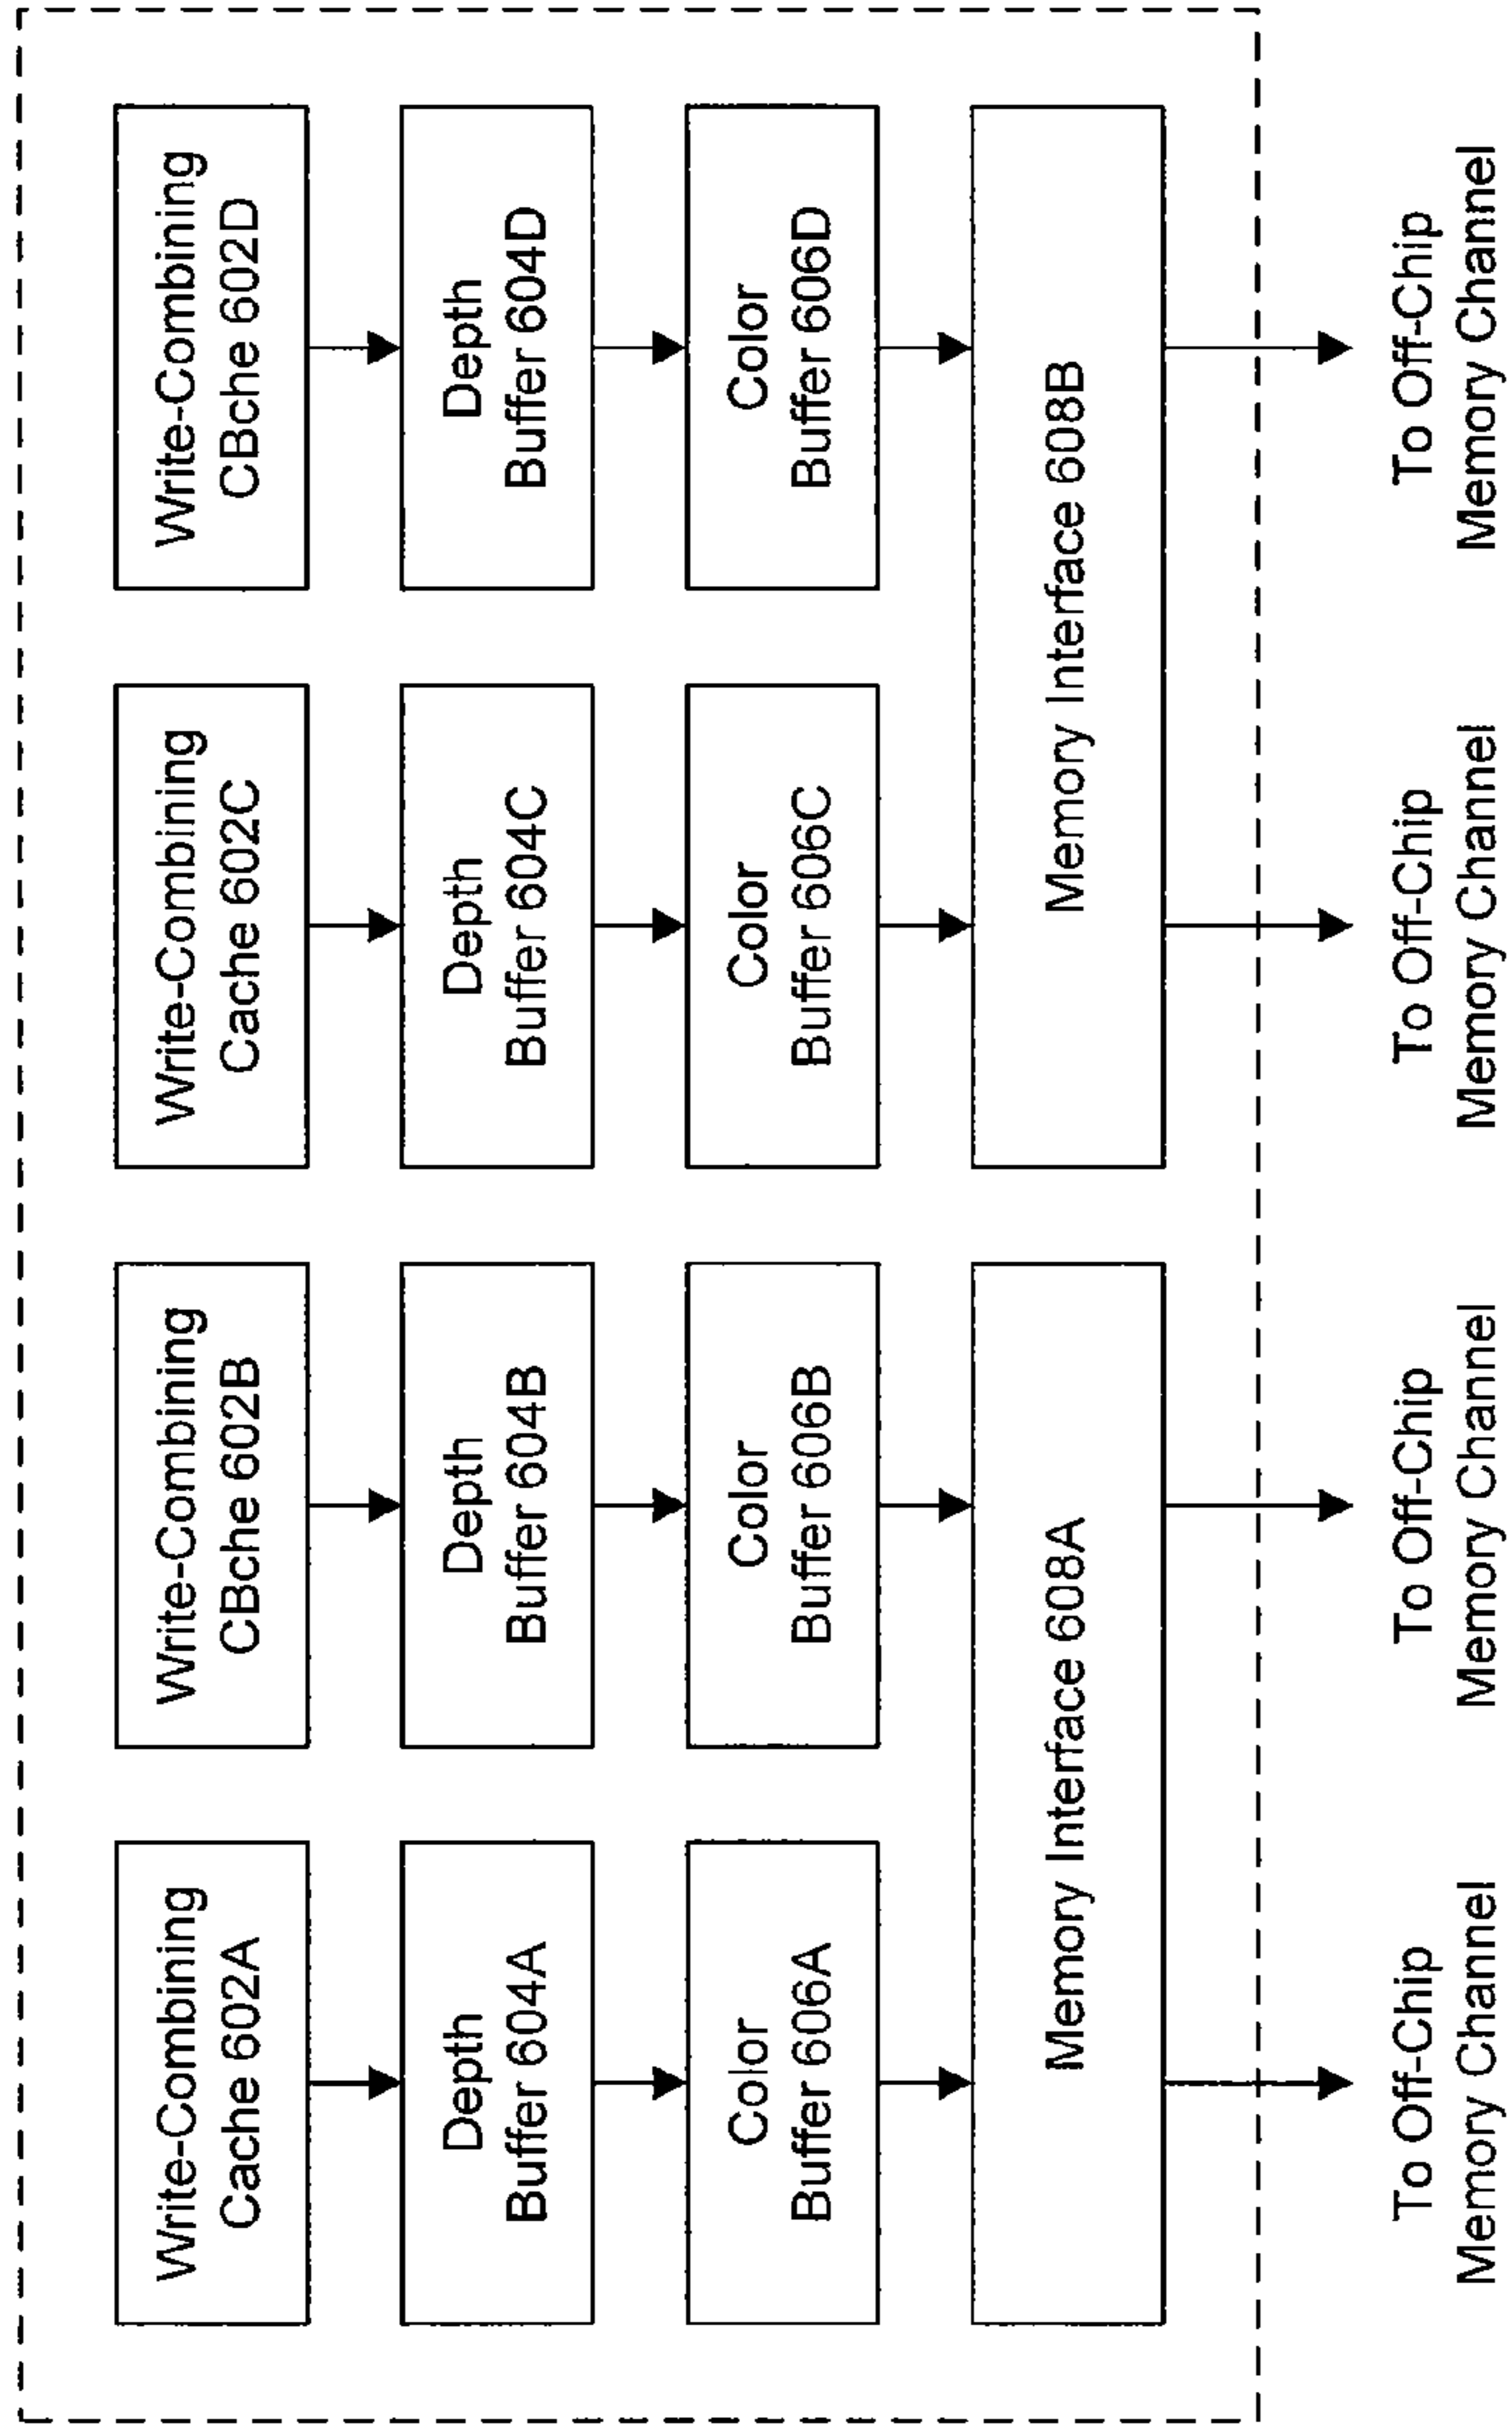 Write-Combining
Cache 602A
Write-Combining
CBche 602B
Write-Combining
Cache 602C
Write-Combining
CBche 602D
Depth
Buffer 604A
Depth
Buffer 604B
Depth
Buffer 604C
Depth
Buffer 604D
Color
Buffer 606A
Color
Buffer 606B
Color
Buffer 606C
Color
Buffer 606D
Memory Interface 608A
Memory Interface 608B
To Off-Chip
Memory Channel
To Off-Chip
Memory Channel
To Off-Chip
Memory Channel
To Off-Chip
Memory Channel